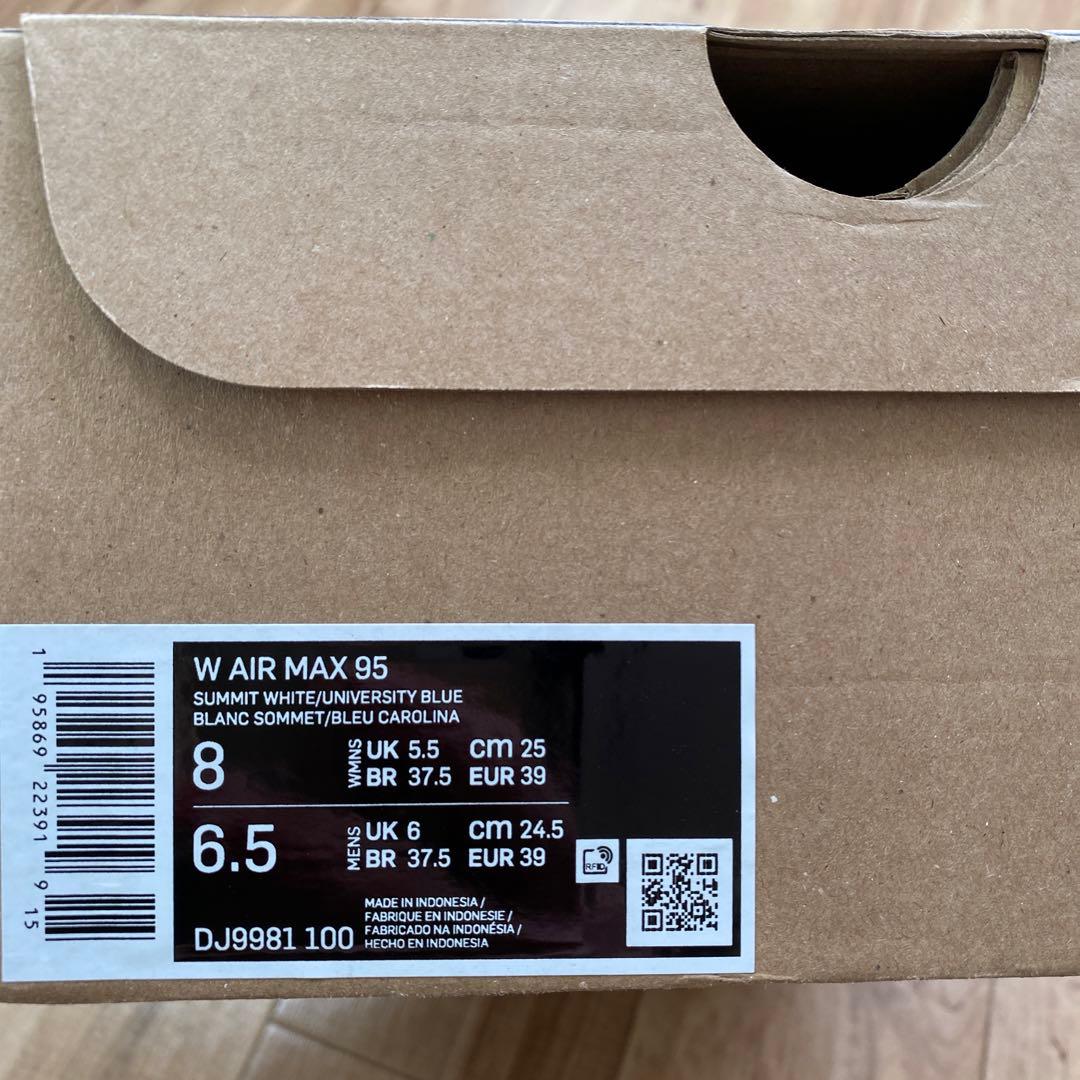 W AIR MAX 95
SUMMIT WHITE/UNIVERSITY BLUE
BLANC SOMMET/BLEU CAROLINA
8 WMNS UK 5.5 cm 25
BR 37.5 EUR 39
6.5 MENS UK 6 cm 24.5
BR 37.5 EUR 39
RFID
MADE IN INDONESIA /
FABRIQUE EN INDONESIE /
FABRICADO NA INDONÉSIA /
HECHO EN INDONESIA
DJ9981 100
1 95869 22391 9 15